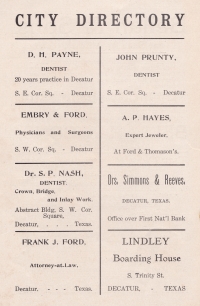 CITY DIRECTORY
D. H. PAYNE,
DENTIST
20 years practice in Decatur
S. E. Cor. Sq. - Decatur
EMBRY & FORD,
Physicians and Surgeons
S. W. Cor. Sq. - Decatur
Dr. S. P. NASH,
DENTIST.
Crown, Bridge,
and Inlay Work.
Abstract Bldg, S. W. Cor.
Square,
Decatur, . . . Texas.
FRANK J. FORD,
Attorney-at-Law,
Decatur. - - - Texas.
JOHN PRUNTY,
DENTIST
S. E. Cor. Sq. - Decatur
A. P. HAYES,
Expert Jeweler.
At Ford & Thomason's.
Drs. Simmons & Reeves,
DECATUR, TEXAS.
Office over First Nat'l Bank
LINDLEY
Boarding House
S. Trinity St.
DECATUR, - TEXAS